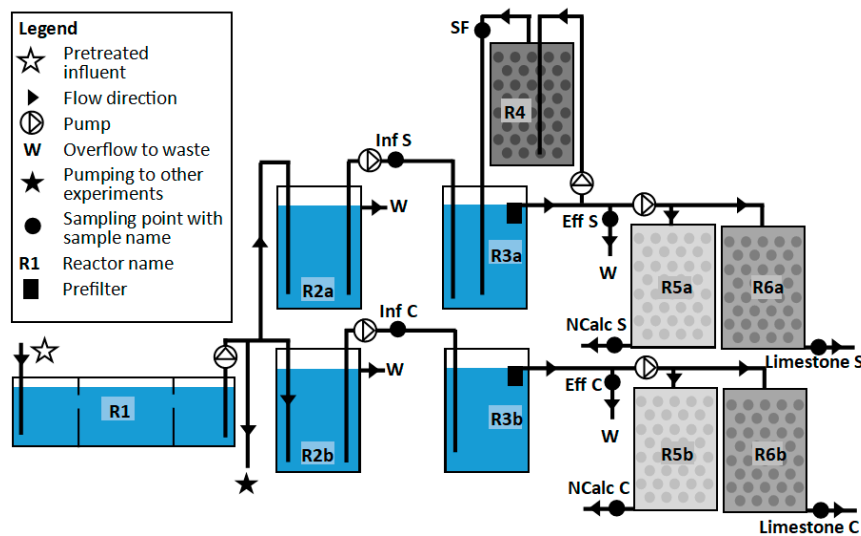 Legend
Pretreated
influent
Flow direction
Pump
W Overflow to waste
Pumping to other
experiments
Sampling point with
sample name
R1 Reactor name
Prefilter
SF
R4
Inf S
W
R2a
R3a
Eff S
W
R5a
R6a
NCalc S
Limestone S
Inf C
R1
W
R2b
R3b
Eff C
W
R5b
R6b
NCalc C
Limestone C